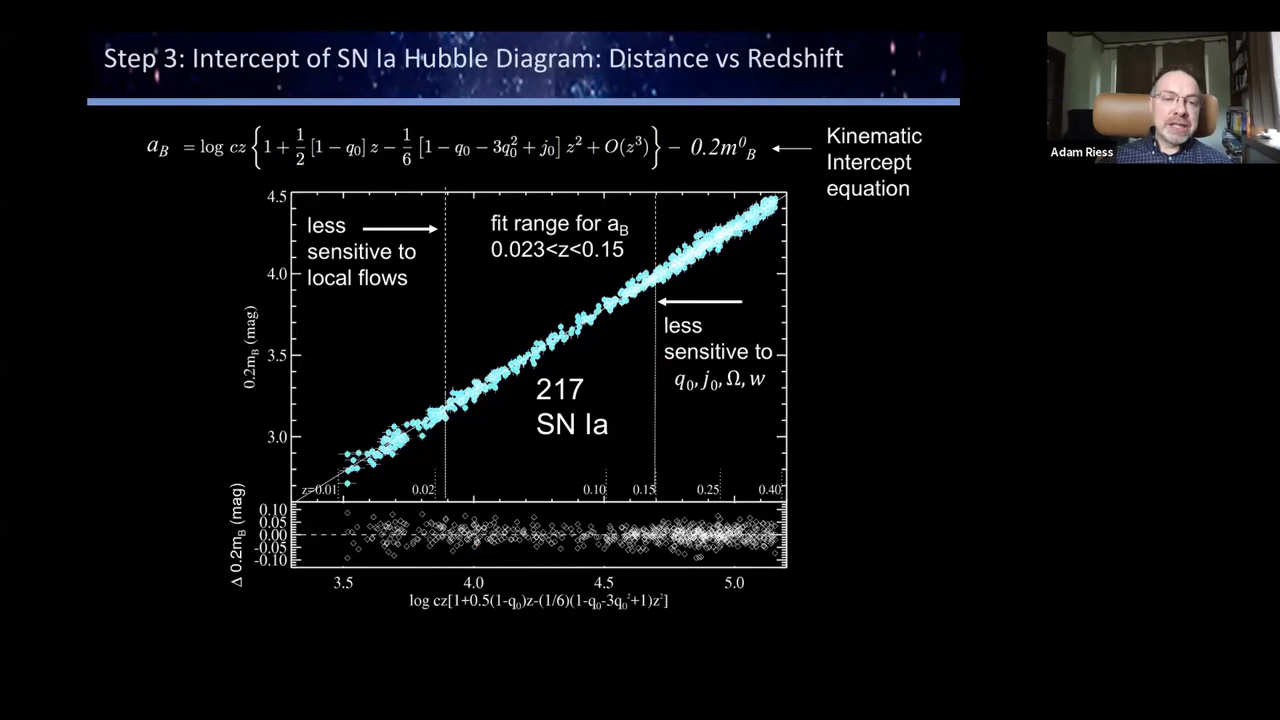 Step 3: Intercept of SN Ia Hubble Diagram: Distance vs Redshift
Adam Riess
a_B = log cz { 1 + 1/2 [1 − q_0] z − 1/6 [1 − q_0 − 3q_0^2 + j_0] z^2 + O(z^3) } − 0.2m^0_B
Kinematic
Intercept
equation
4.5
4.0
3.5
3.0
0.2m_B (mag)
less
sensitive to
local flows
fit range for a_B
0.023<z<0.15
less
sensitive to
q_0, j_0, Ω, w
217
SN Ia
z=0.01
0.02
0.10
0.15
0.25
0.40
Δ 0.2m_B (mag)
0.10
0.05
0.00
-0.05
-0.10
3.5
4.0
4.5
5.0
log cz[1+0.5(1-q_0)z-(1/6)(1-q_0-3q_0^2+1)z^2]